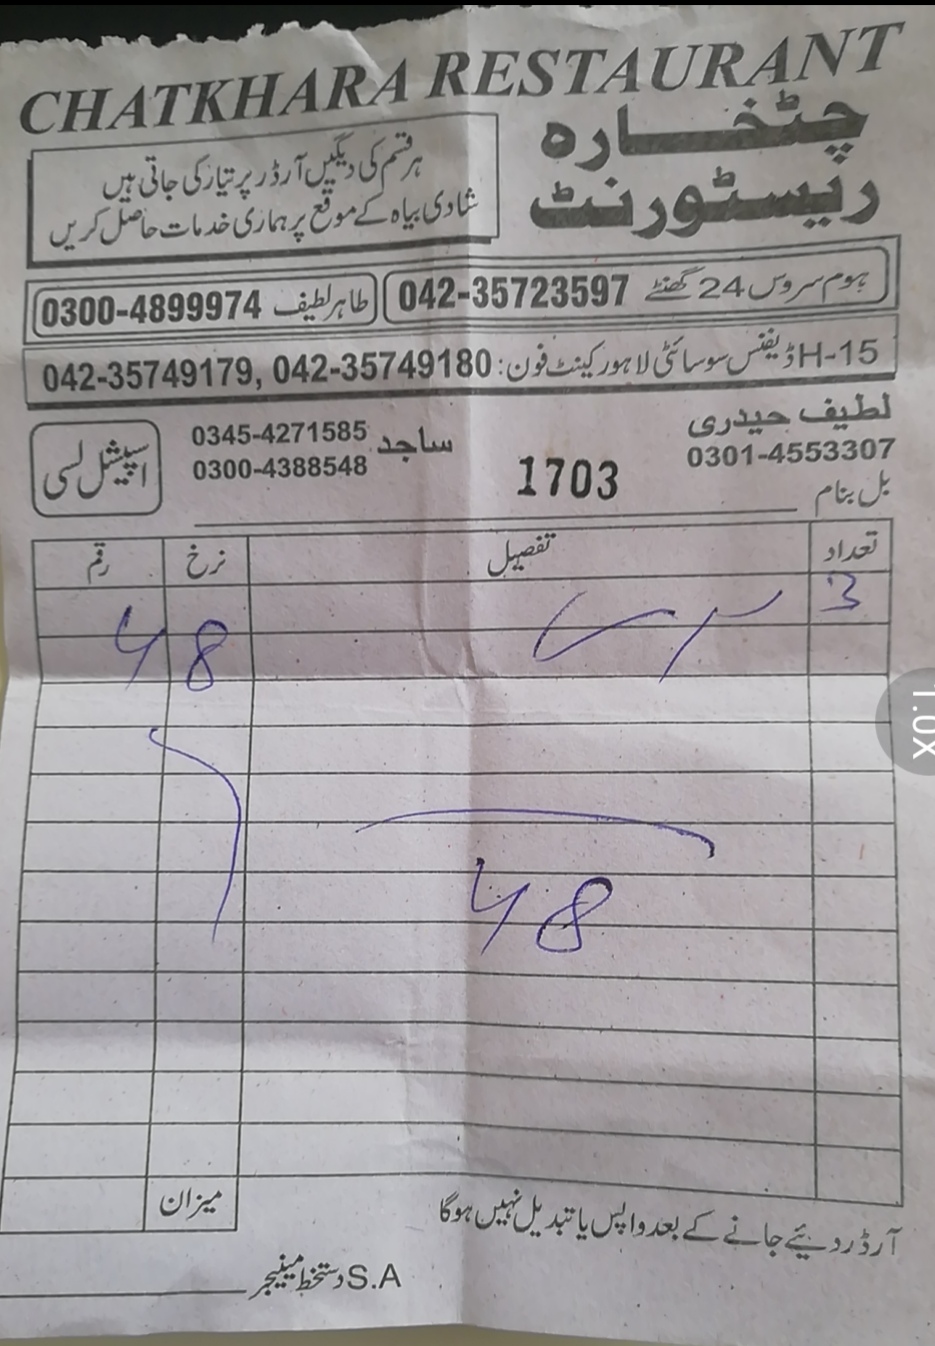 CHATKHARA RESTAURANT
چٹخارہ
ریسٹورنٹ
ہر قسم کی دیگیں آرڈر پر تیار کی جاتی ہیں
شادی بیاہ کے موقع پر ہماری خدمات حاصل کریں
ہوم سروس 24 گھنٹے 042-35723597
طاہر لطیف 0300-4899974
H-15 ڈیفنس سوسائٹی لاہور کینٹ فون: 042-35749179, 042-35749180
لطیف حیدری
0301-4553307
ساجد 0345-4271585
0300-4388548
اسپیشل لسی
1703
بل بنام
تعداد تفصیل نرخ رقم
3
48
48
میزان
آرڈر دیئے جانے کے بعد واپس یا تبدیل نہیں ہوگا
S.A دستخط مینیجر
1.0X